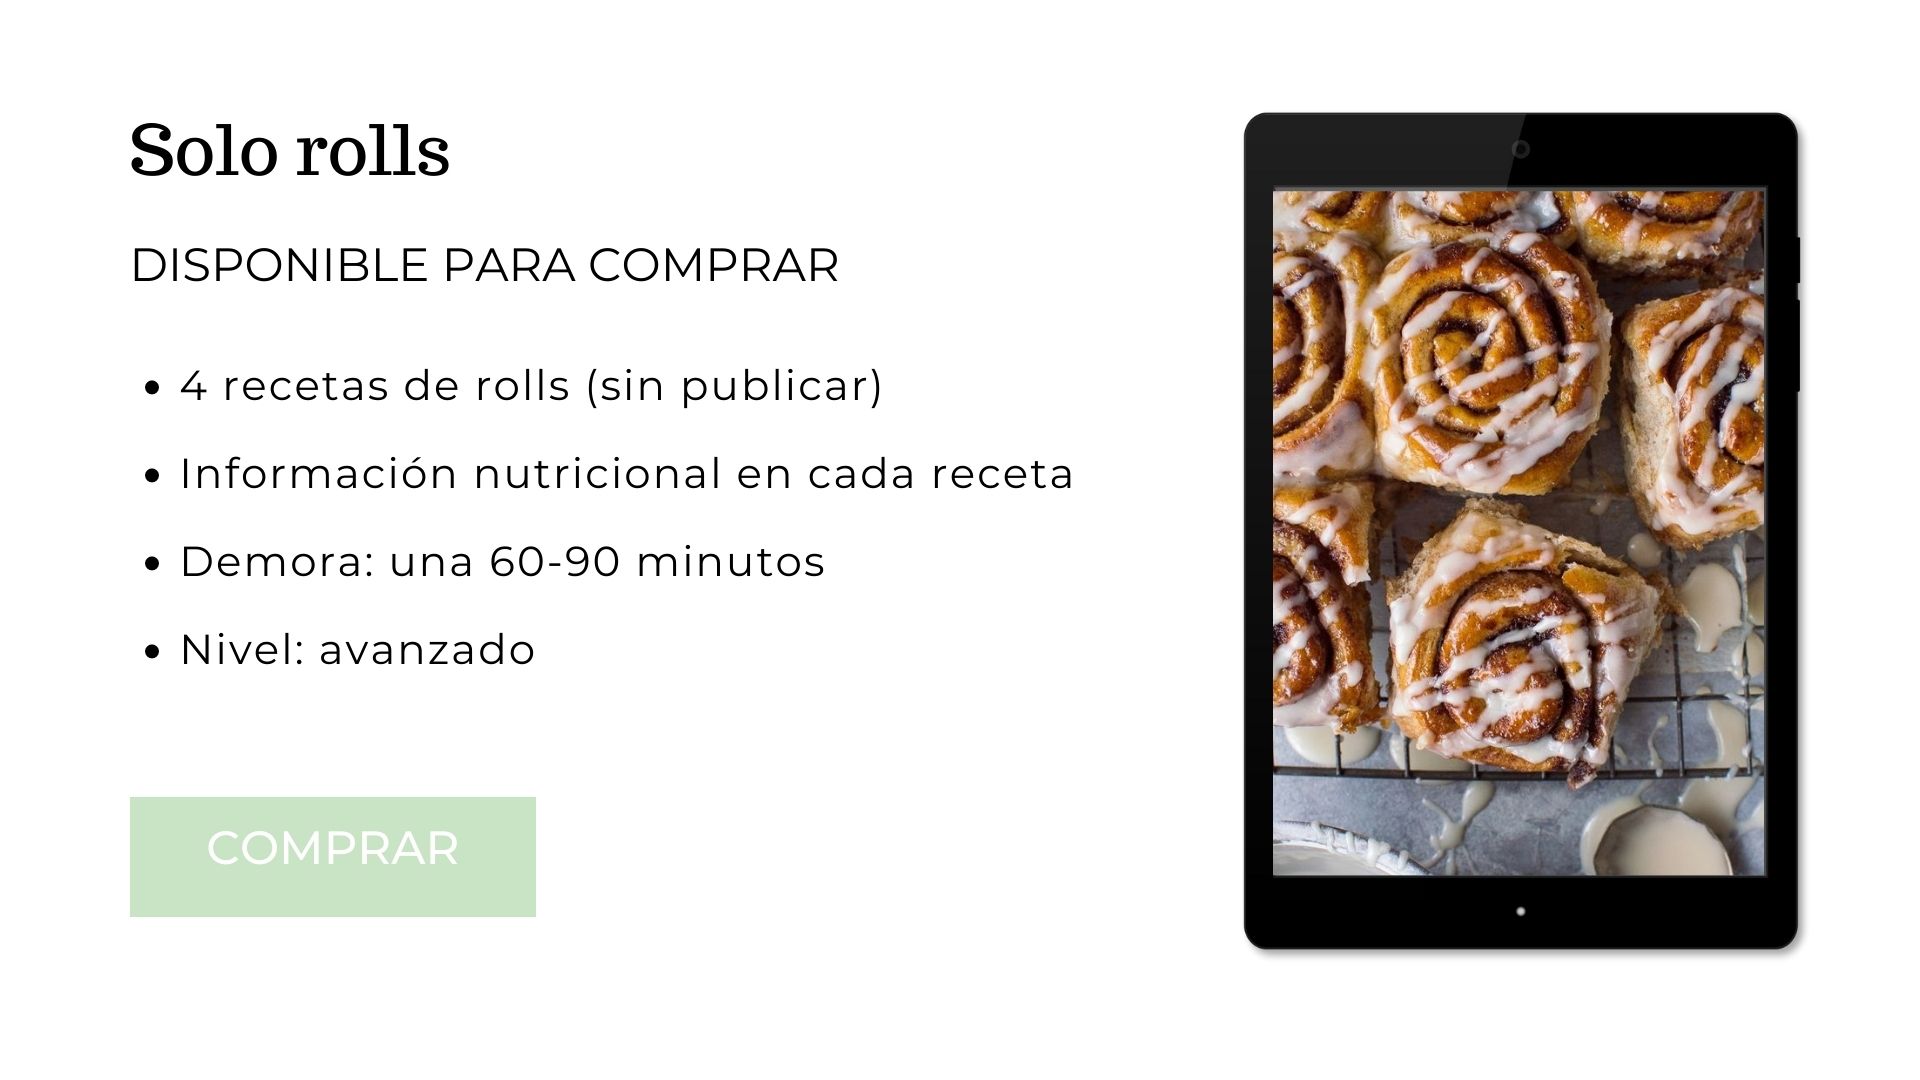 Solo rolls
DISPONIBLE PARA COMPRAR
• 4 recetas de rolls (sin publicar)
• Información nutricional en cada receta
• Demora: una 60-90 minutos
• Nivel: avanzado
COMPRAR